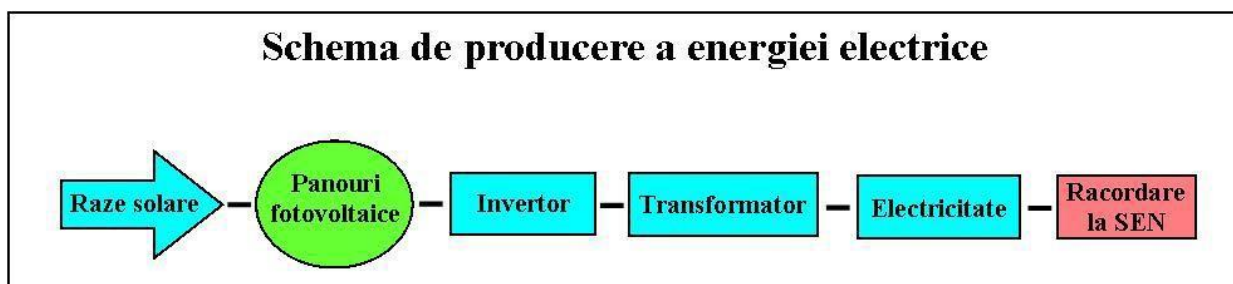 Schema de producere a energiei electrice
Raze solare
Panouri
fotovoltaice
Invertor
Transformator
Electricitate
Racordare
la SEN